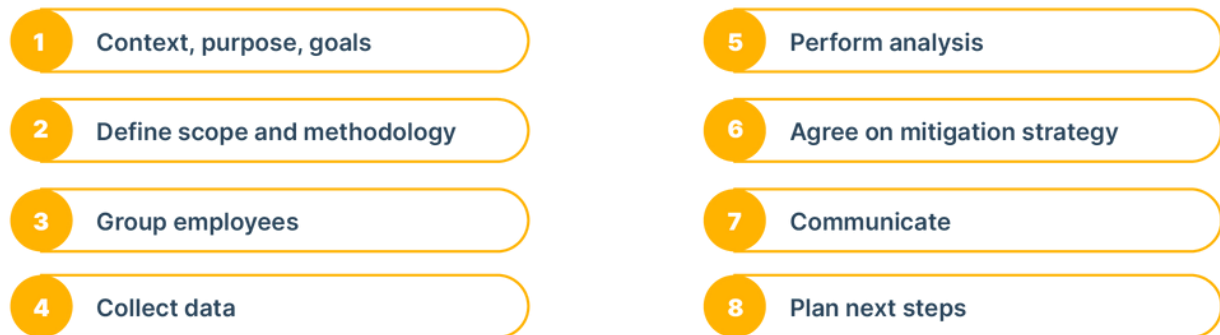 1 Context, purpose, goals
2 Define scope and methodology
3 Group employees
4 Collect data
5 Perform analysis
6 Agree on mitigation strategy
7 Communicate
8 Plan next steps